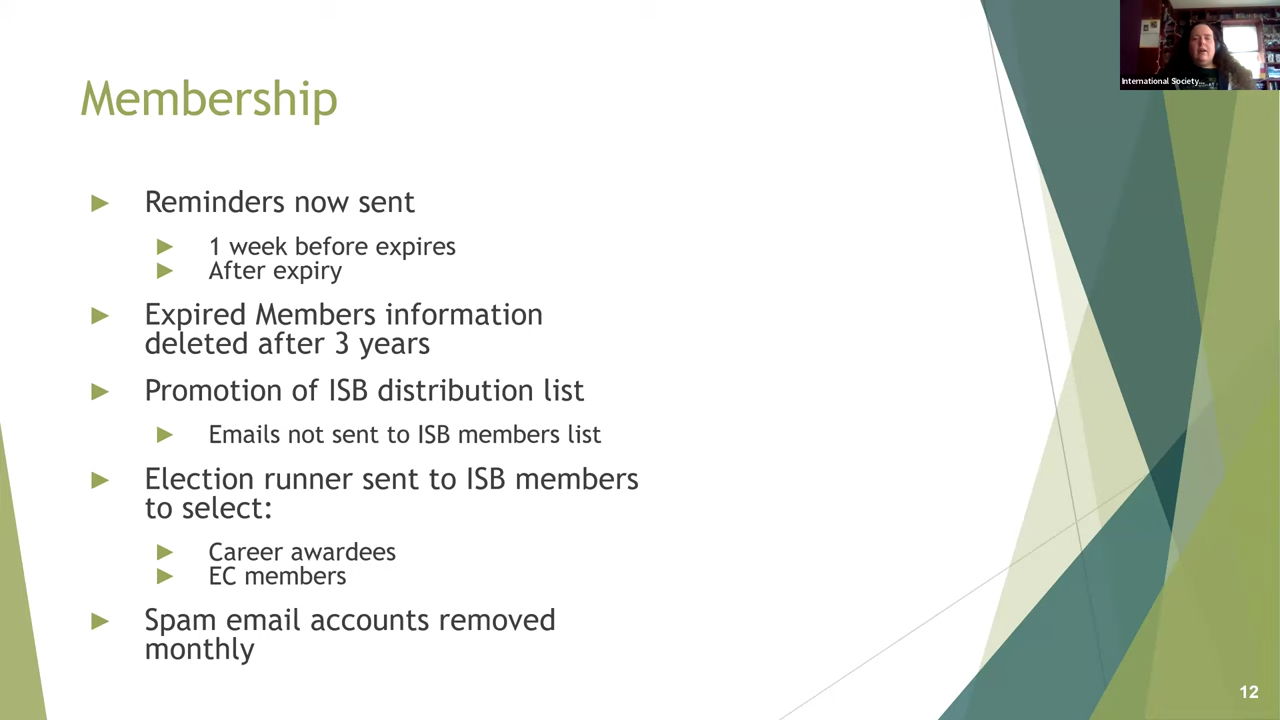 Membership
Reminders now sent
1 week before expires
After expiry
Expired Members information
deleted after 3 years
Promotion of ISB distribution list
Emails not sent to ISB members list
Election runner sent to ISB members
to select:
Career awardees
EC members
Spam email accounts removed
monthly
International Society...
12